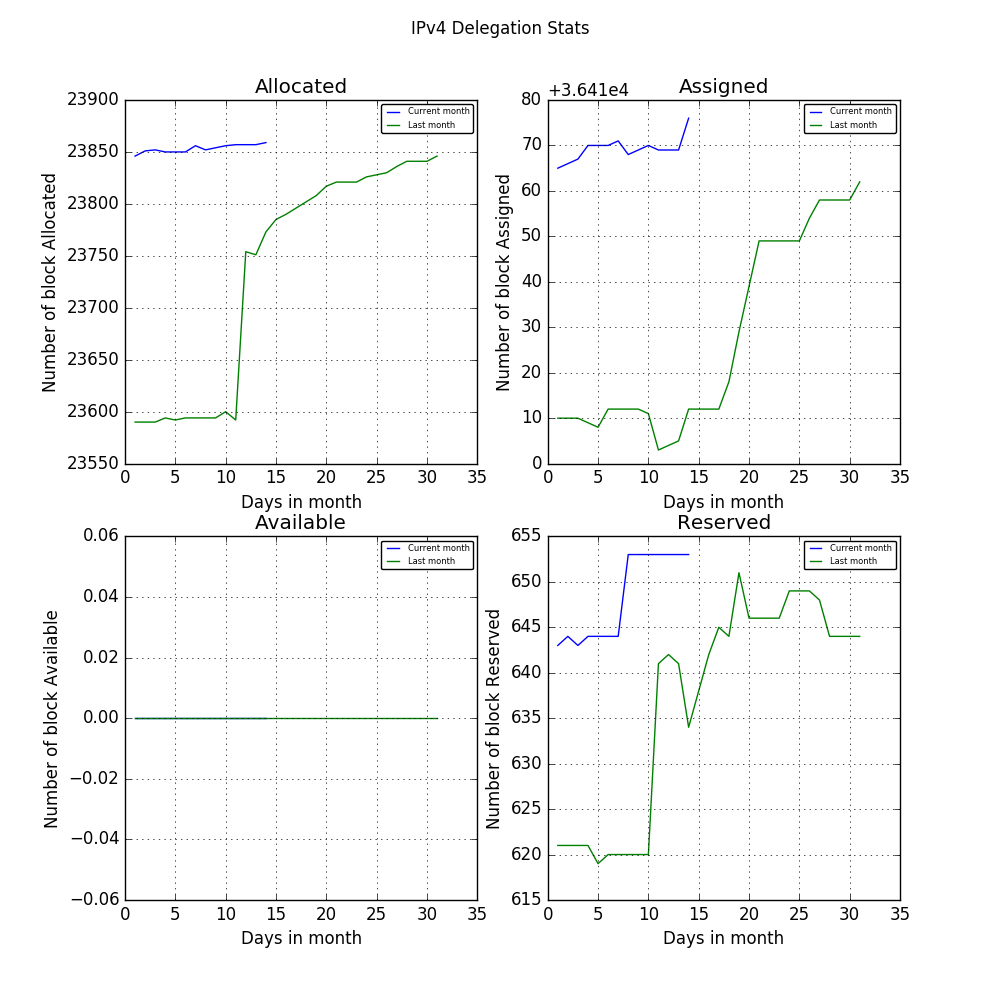 IPv4 Delegation Stats
Allocated
23900
23850
23800
23750
23700
23650
23600
23550
Number of block Allocated
0 5 10 15 20 25 30 35
Days in month
Current month
Last month
+3.641e4
Assigned
80
70
60
50
40
30
20
10
0
Number of block Assigned
0 5 10 15 20 25 30 35
Days in month
Current month
Last month
Available
0.06
0.04
0.02
0.00
−0.02
−0.04
−0.06
Number of block Available
0 5 10 15 20 25 30 35
Days in month
Current month
Last month
Reserved
655
650
645
640
635
630
625
620
615
Number of block Reserved
0 5 10 15 20 25 30 35
Days in month
Current month
Last month